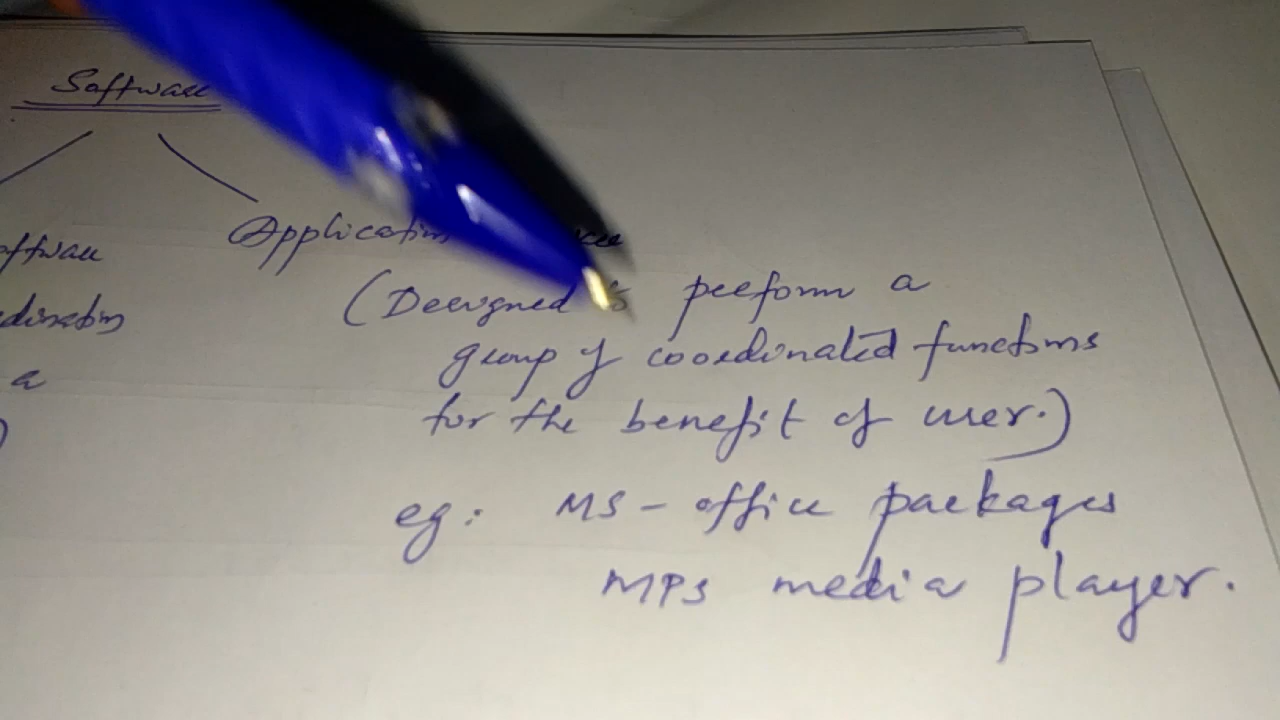 Software
Software
a
Application
(Designed to perform a
group of coordinated functions
for the benefit of user.)
eg: MS-office packages
MPS media player.